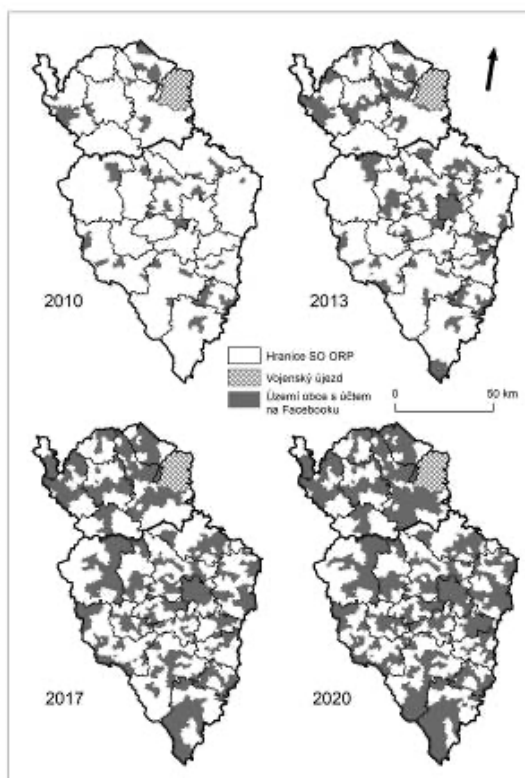 2010
2013
Hranice SO ORP
Vojenský újezd
Území obce s účtem
na Facebooku
0 50 km
2017
2020